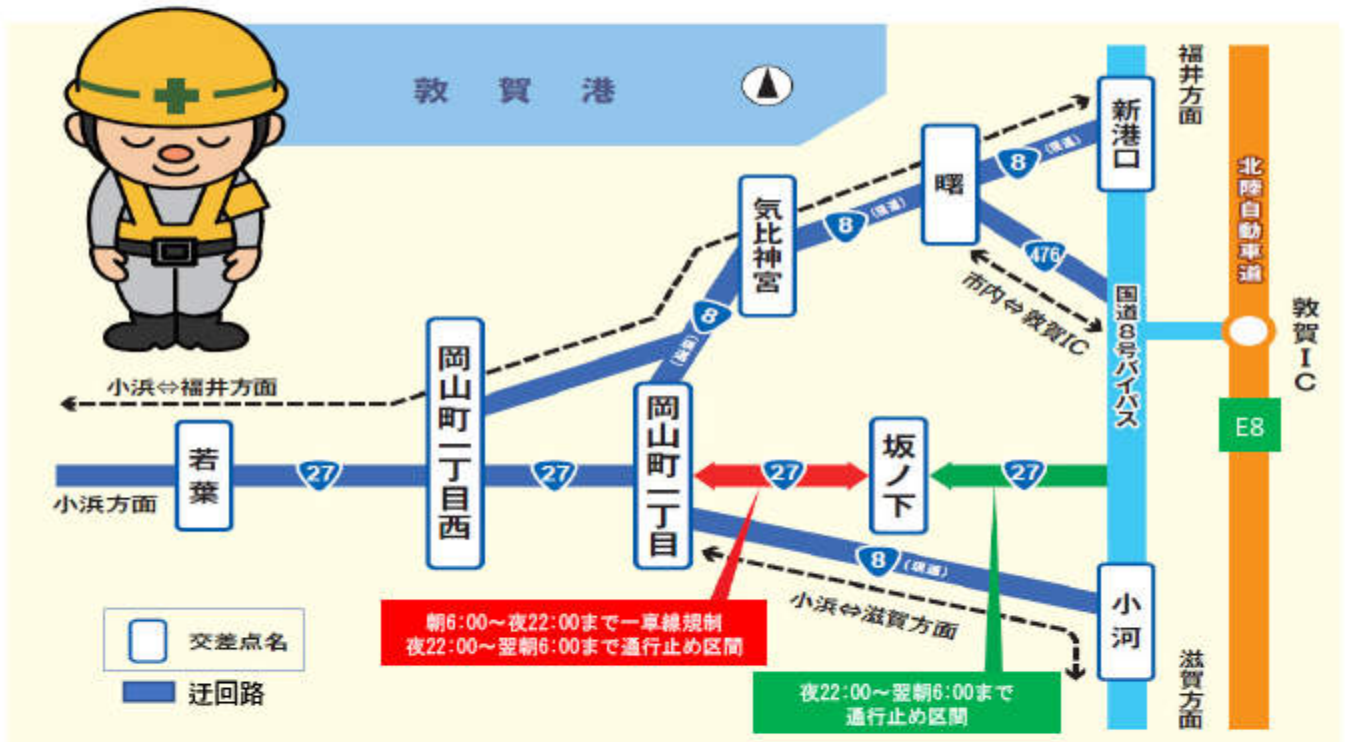 敦賀港
福井方面
新港口
8
(現道)
曙
北陸自動車道
気比神宮
8
(現道)
476
市内⇔敦賀IC
国道8号バイパス
敦賀IC
8
(現道)
岡山町二丁目西
小浜⇔福井方面
岡山町一丁目
坂ノ下
E8
若葉
27
27
27
27
小浜方面
8
(現道)
小浜⇔滋賀方面
小河
朝6:00～夜22:00まで一車線規制
夜22:00～翌朝6:00まで通行止め区間
交差点名
滋賀方面
迂回路
夜22:00～翌朝6:00まで
通行止め区間